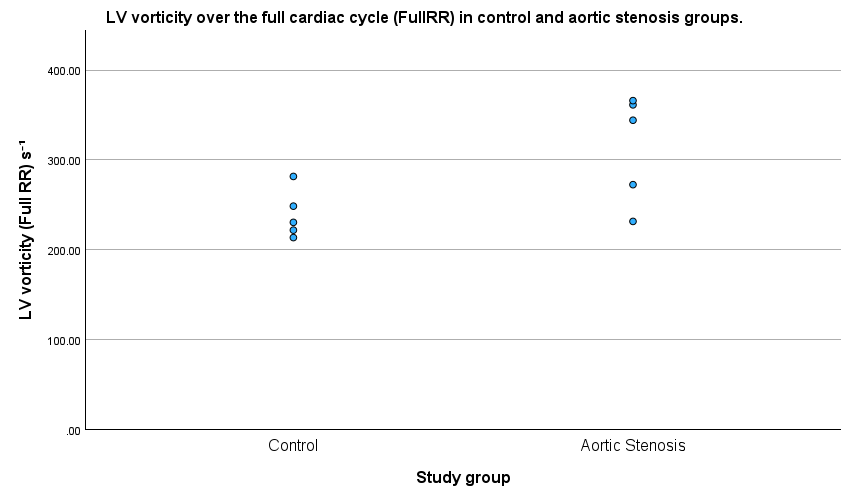 LV vorticity over the full cardiac cycle (FullRR) in control and aortic stenosis groups.
LV vorticity (Full RR) s⁻¹
400.00
300.00
200.00
100.00
.00
Control
Aortic Stenosis
Study group